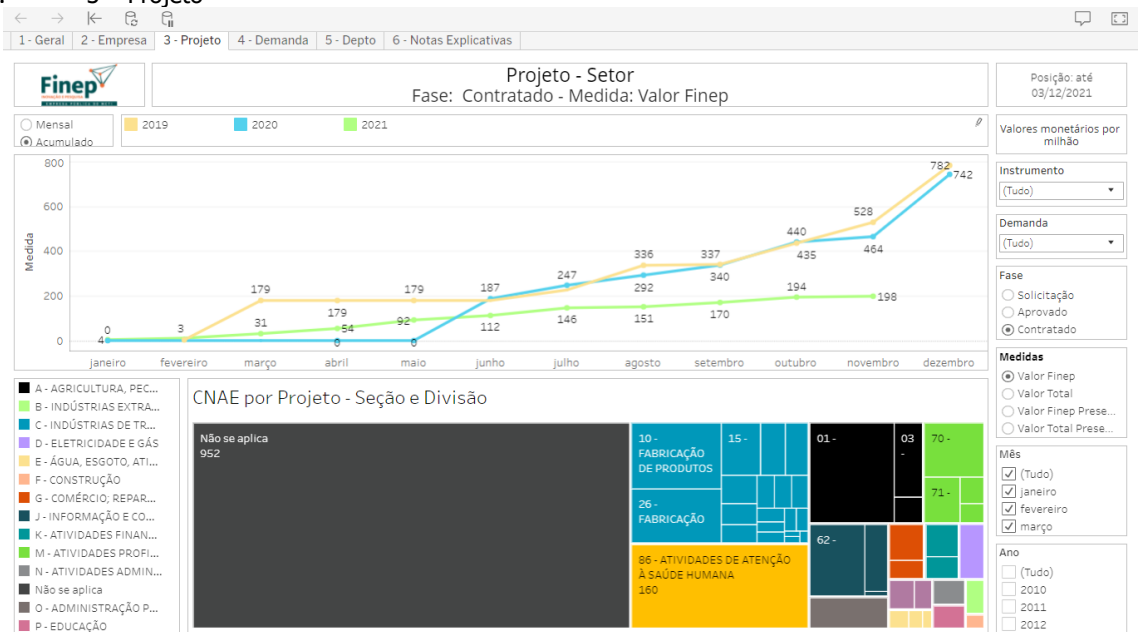 3 - Projeto
1 - Geral
2 - Empresa
3 - Projeto
4 - Demanda
5 - Depto
6 - Notas Explicativas
Finep
Projeto - Setor
Fase: Contratado - Medida: Valor Finep
Posição: até
03/12/2021
Mensal
Acumulado
2019
2020
2021
Valores monetários por
milhão
Medida
800
600
400
200
0
0
4
3
179
31
179
54
0
179
92
0
187
112
247
146
336
292
151
337
340
170
440
435
194
528
464
198
782
742
janeiro
fevereiro
março
abril
maio
junho
julho
agosto
setembro
outubro
novembro
dezembro
Instrumento
(Tudo)
Demanda
(Tudo)
Fase
Solicitação
Aprovado
Contratado
Medidas
Valor Finep
Valor Total
Valor Finep Prese...
Valor Total Prese...
Mês
(Tudo)
janeiro
fevereiro
março
Ano
(Tudo)
2010
2011
2012
A - AGRICULTURA, PEC...
B - INDÚSTRIAS EXTRA...
C - INDÚSTRIAS DE TR...
D - ELETRICIDADE E GÁS
E - ÁGUA, ESGOTO, ATI...
F - CONSTRUÇÃO
G - COMÉRCIO; REPAR...
J - INFORMAÇÃO E CO...
K - ATIVIDADES FINAN...
M - ATIVIDADES PROFI...
N - ATIVIDADES ADMIN...
Não se aplica
O - ADMINISTRAÇÃO P...
P - EDUCAÇÃO
CNAE por Projeto - Seção e Divisão
Não se aplica
952
10 -
FABRICAÇÃO
DE PRODUTOS
15 -
26 -
FABRICAÇÃO
86 - ATIVIDADES DE ATENÇÃO
À SAÚDE HUMANA
160
01 -
03
-
70 -
71 -
62 -